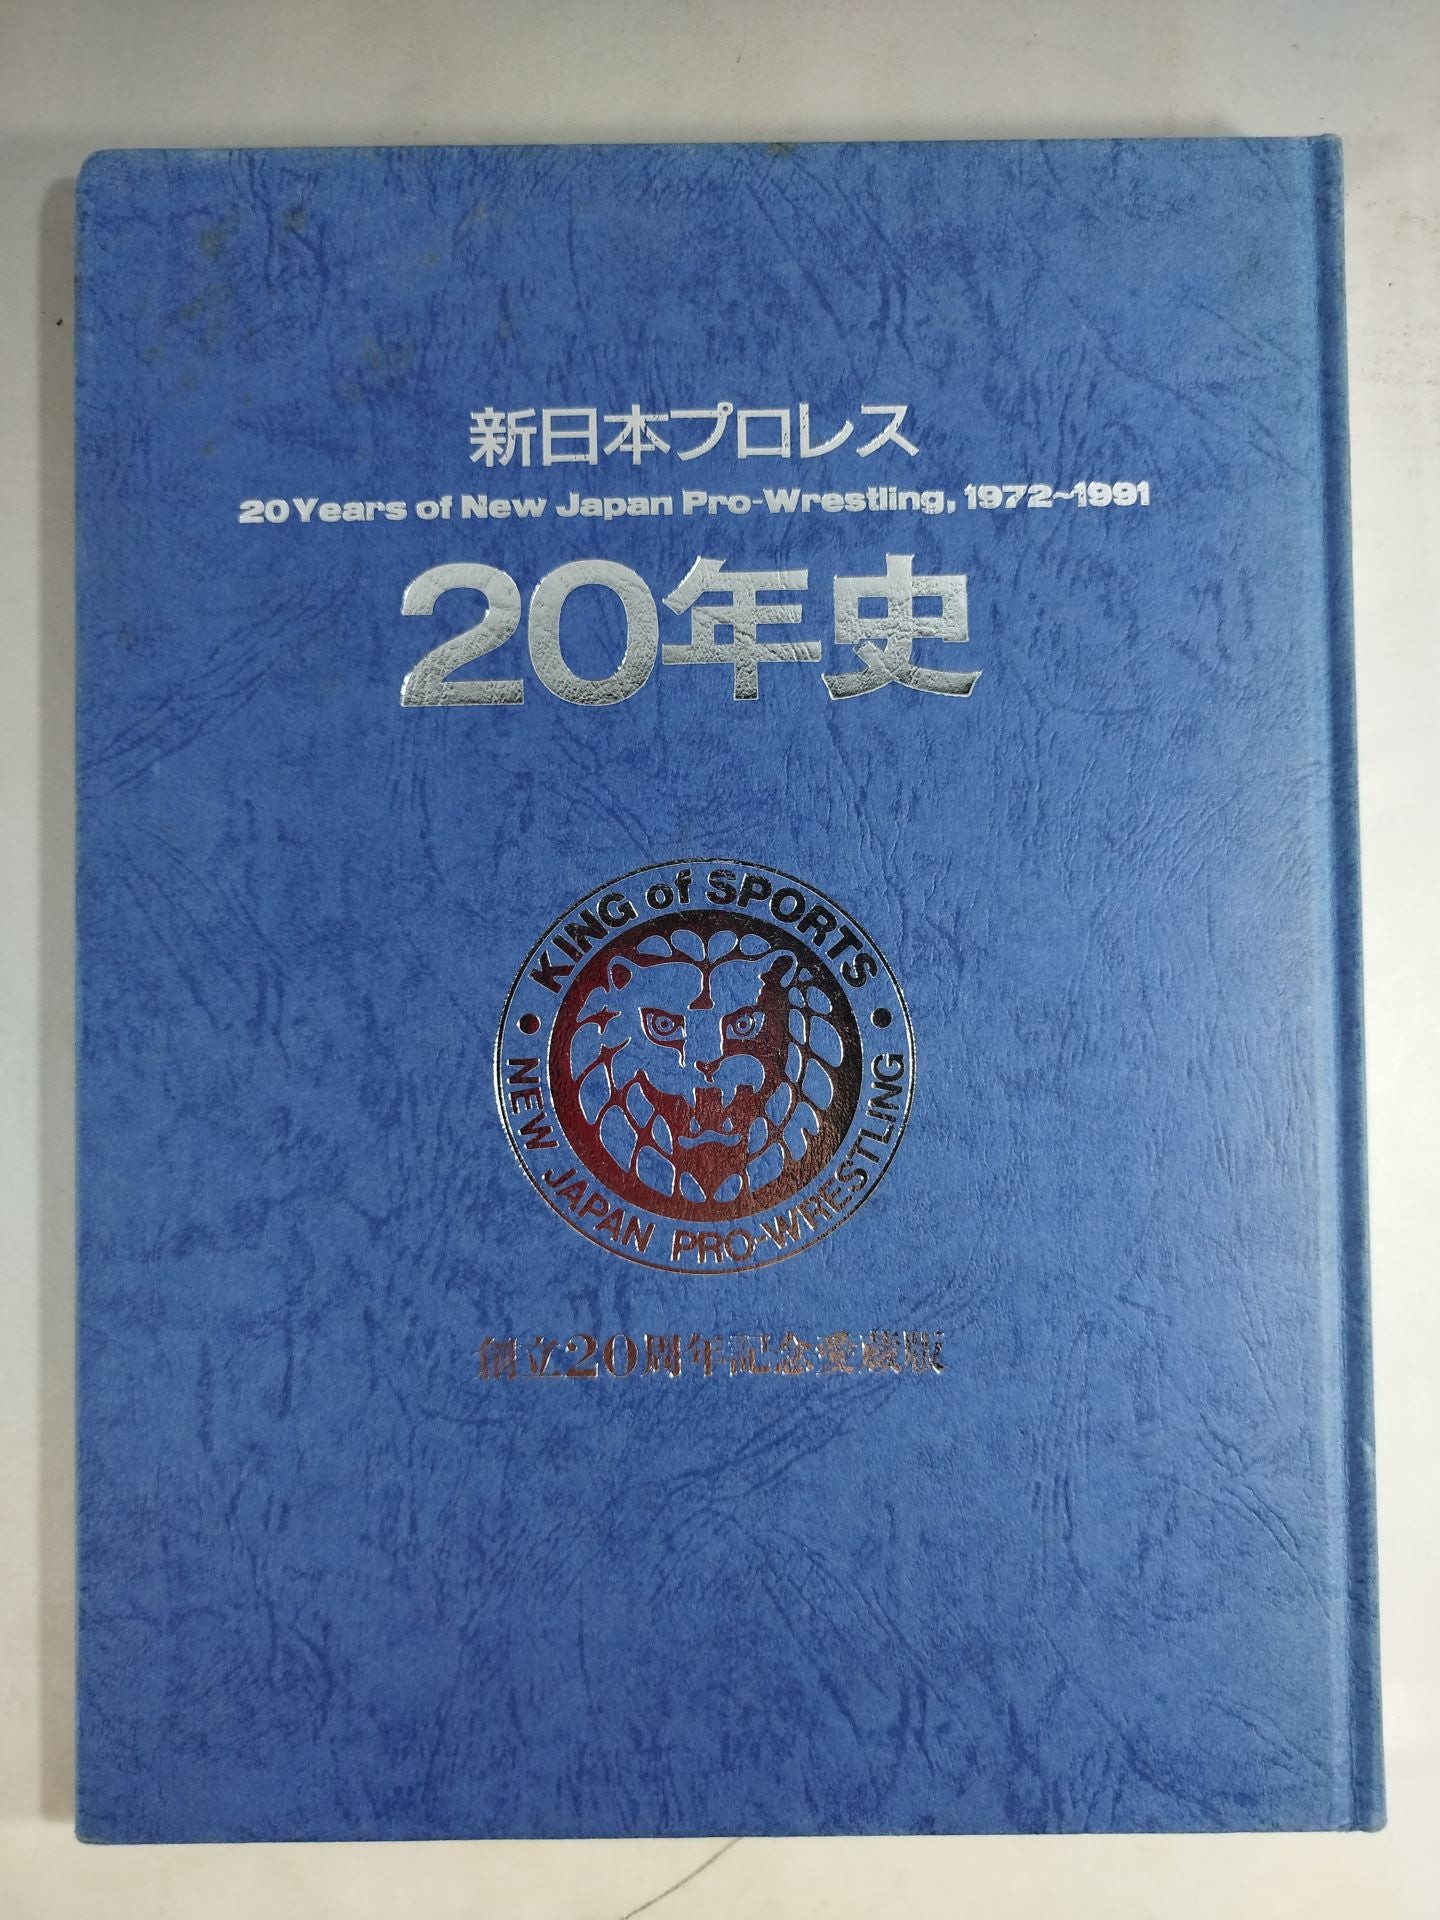 新日本プロレス
20 Years of New Japan Pro-Wrestling, 1972~1991
20年史
KING of SPORTS
• NEW JAPAN PRO-WRESTLING •
創立20周年記念愛蔵版